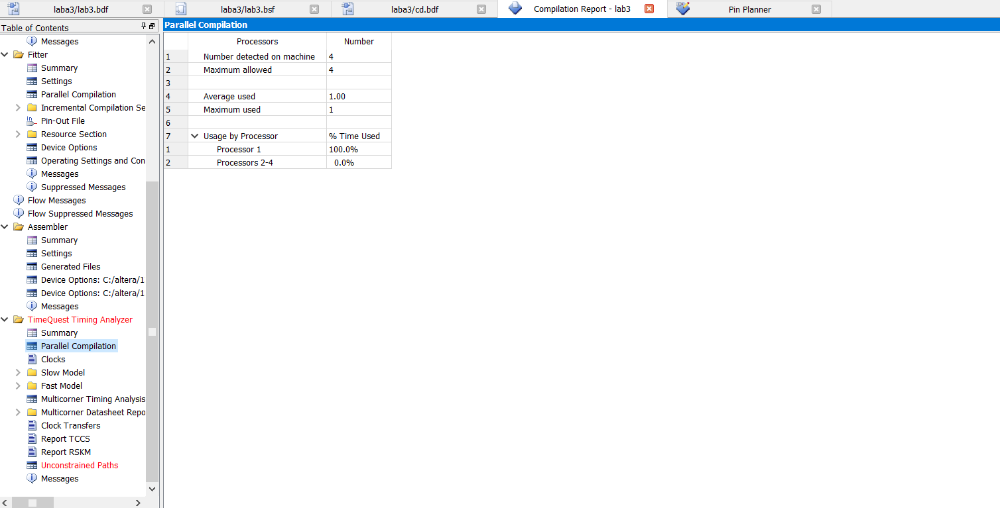 laba3/lab3.bdf
laba3/lab3.bsf
laba3/cd.bdf
Compilation Report - lab3
Pin Planner
Table of Contents
Messages
Fitter
Summary
Settings
Parallel Compilation
Incremental Compilation Se
Pin-Out File
Resource Section
Device Options
Operating Settings and Con
Messages
Suppressed Messages
Flow Messages
Flow Suppressed Messages
Assembler
Summary
Settings
Generated Files
Device Options: C:/altera/1
Device Options: C:/altera/1
Messages
TimeQuest Timing Analyzer
Summary
Parallel Compilation
Clocks
Slow Model
Fast Model
Multicorner Timing Analysis
Multicorner Datasheet Repo
Clock Transfers
Report TCCS
Report RSKM
Unconstrained Paths
Messages
Parallel Compilation
Processors Number
1 Number detected on machine 4
2 Maximum allowed 4
3
4 Average used 1.00
5 Maximum used 1
6
7 Usage by Processor % Time Used
1 Processor 1 100.0%
2 Processors 2-4 0.0%